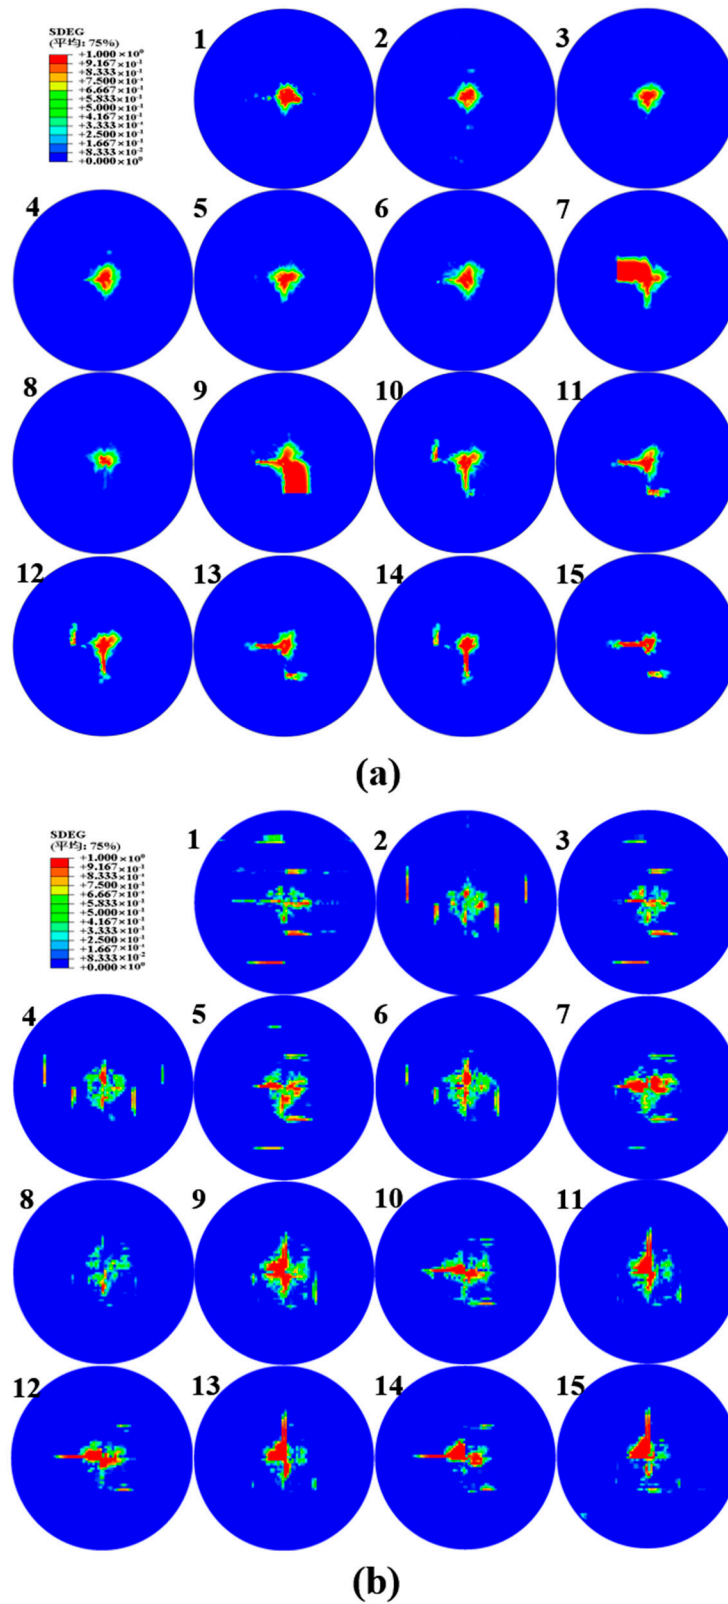 SDEG
(平均: 75%)
+1.000×10⁰
+9.167×10⁻¹
+8.333×10⁻¹
+7.500×10⁻¹
+6.667×10⁻¹
+5.833×10⁻¹
+5.000×10⁻¹
+4.167×10⁻¹
+3.333×10⁻¹
+2.500×10⁻¹
+1.667×10⁻¹
+8.333×10⁻²
+0.000×10⁰
1 2 3
4 5 6 7
8 9 10 11
12 13 14 15
(a)
SDEG
(平均: 75%)
+1.000×10⁰
+9.167×10⁻¹
+8.333×10⁻¹
+7.500×10⁻¹
+6.667×10⁻¹
+5.833×10⁻¹
+5.000×10⁻¹
+4.167×10⁻¹
+3.333×10⁻¹
+2.500×10⁻¹
+1.667×10⁻¹
+8.333×10⁻²
+0.000×10⁰
1 2 3
4 5 6 7
8 9 10 11
12 13 14 15
(b)